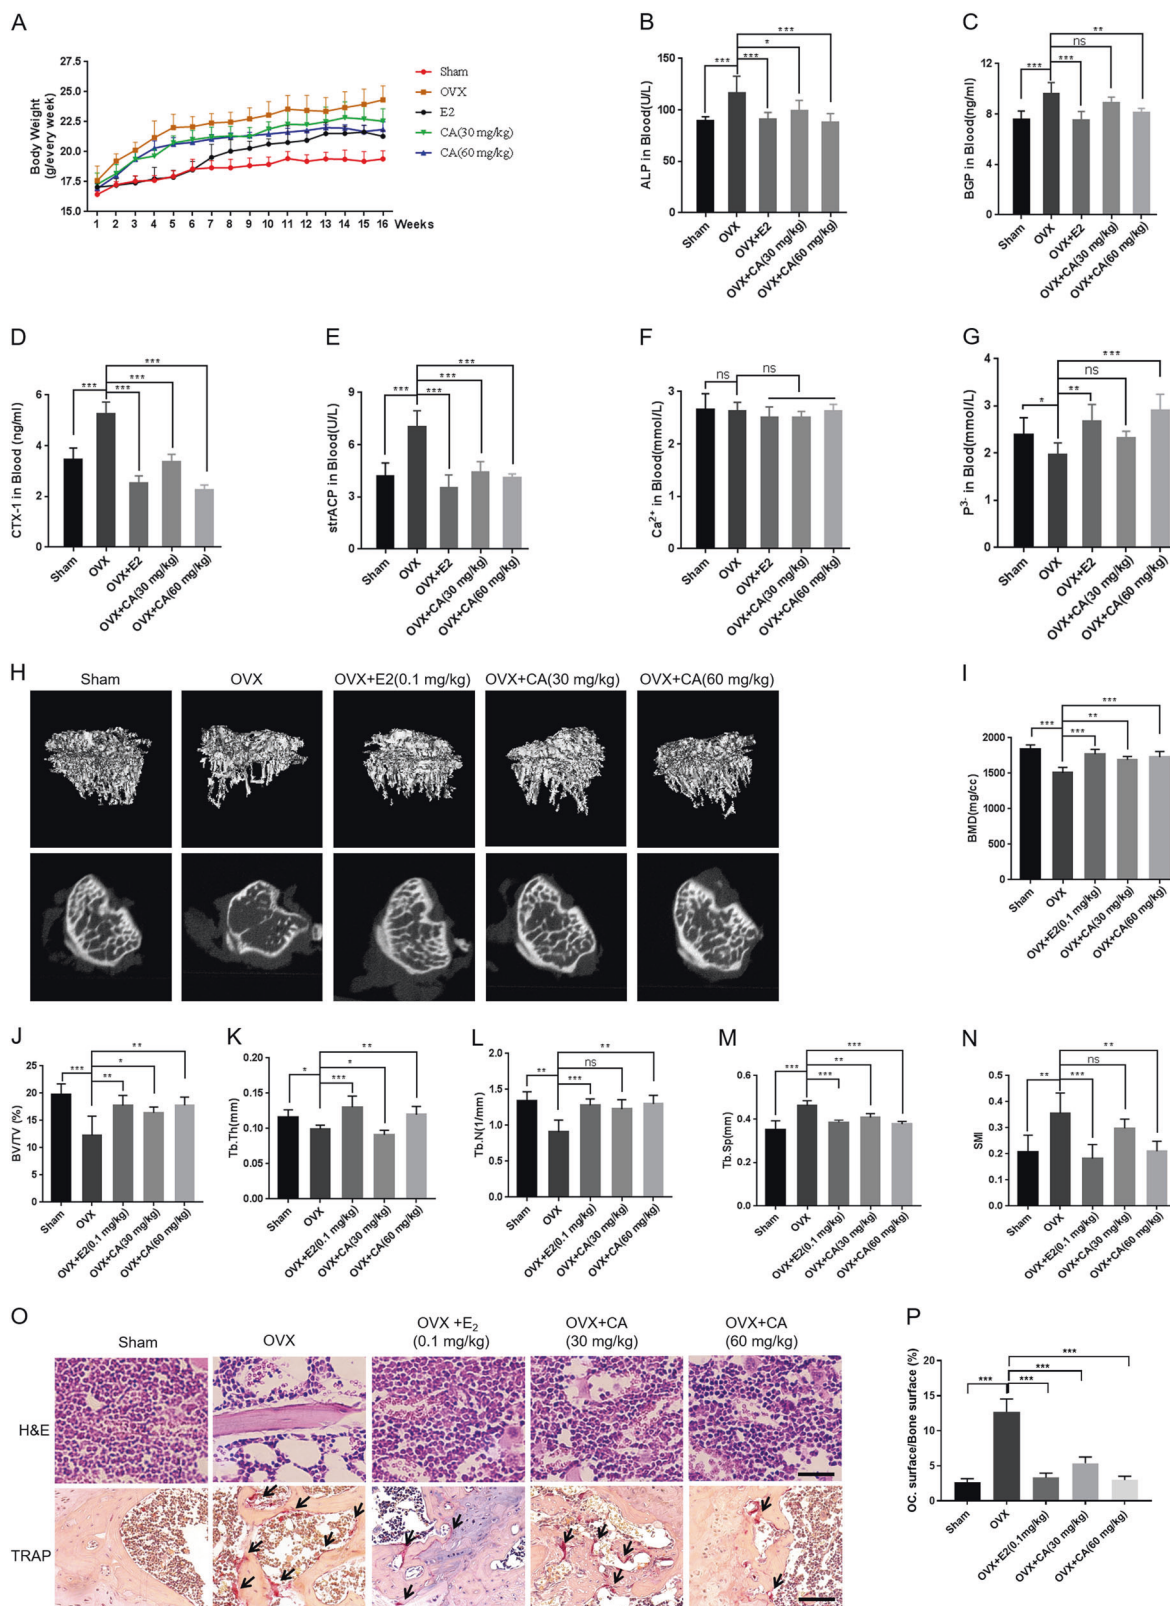 A
27.5
25.0
22.5
20.0
17.5
15.0
Body Weight
(g/every week)
1 2 3 4 5 6 7 8 9 10 11 12 13 14 15 16 Weeks
Sham
OVX
E2
CA(30 mg/kg)
CA(60 mg/kg)
B
***
*
*** ***
150
100
50
0
ALP in Blood(U/L)
Sham
OVX
OVX+E2
OVX+CA(30 mg/kg)
OVX+CA(60 mg/kg)
C
**
ns
*** ***
12
9
6
3
0
BGP in Blood(ng/ml)
Sham
OVX
OVX+E2
OVX+CA(30 mg/kg)
OVX+CA(60 mg/kg)
D
***
***
*** ***
6
4
2
0
CTX-1 in Blood (ng/ml)
Sham
OVX
OVX+E2
OVX+CA(30 mg/kg)
OVX+CA(60 mg/kg)
E
***
***
*** ***
9
6
3
0
strACP in Blood(U/L)
Sham
OVX
OVX+E2
OVX+CA(30 mg/kg)
OVX+CA(60 mg/kg)
F
ns ns
4
3
2
1
0
Ca2+ in Blood(mmol/L)
Sham
OVX
OVX+E2
OVX+CA(30 mg/kg)
OVX+CA(60 mg/kg)
G
***
ns
* **
4
3
2
1
0
P3- in Blod(mmol/L)
Sham
OVX
OVX+E2
OVX+CA(30 mg/kg)
OVX+CA(60 mg/kg)
H
Sham OVX OVX+E2(0.1 mg/kg) OVX+CA(30 mg/kg) OVX+CA(60 mg/kg)
I
***
**
*** ***
2000
1500
1000
500
0
BMD(mg/cc)
Sham
OVX
OVX+E2(0.1 mg/kg)
OVX+CA(30 mg/kg)
OVX+CA(60 mg/kg)
J
**
*
*** **
25
20
15
10
5
0
BV/TV (%)
Sham
OVX
OVX+E2(0.1 mg/kg)
OVX+CA(30 mg/kg)
OVX+CA(60 mg/kg)
K
**
*
* ***
0.20
0.15
0.10
0.05
0.00
Tb.Th(mm)
Sham
OVX
OVX+E2(0.1 mg/kg)
OVX+CA(30 mg/kg)
OVX+CA(60 mg/kg)
L
**
ns
** ***
2.0
1.5
1.0
0.5
0.0
Tb.N(1/mm)
Sham
OVX
OVX+E2(0.1 mg/kg)
OVX+CA(30 mg/kg)
OVX+CA(60 mg/kg)
M
***
**
*** ***
0.6
0.4
0.2
0.0
Tb.Sp(mm)
Sham
OVX
OVX+E2(0.1 mg/kg)
OVX+CA(30 mg/kg)
OVX+CA(60 mg/kg)
N
**
ns
** ***
0.5
0.4
0.3
0.2
0.1
0.0
SMI
Sham
OVX
OVX+E2(0.1 mg/kg)
OVX+CA(30 mg/kg)
OVX+CA(60 mg/kg)
O
Sham
OVX
OVX +E2
(0.1 mg/kg)
OVX+CA
(30 mg/kg)
OVX+CA
(60 mg/kg)
H&E
TRAP
P
***
***
*** ***
20
15
10
5
0
OC. surface/Bone surface (%)
Sham
OVX
OVX+E2(0.1mg/kg)
OVX+CA(30 mg/kg)
OVX+CA(60 mg/kg)